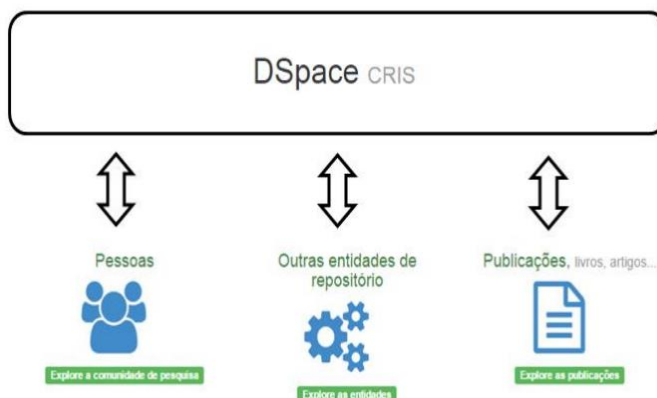 DSpace CRIS
Pessoas
Outras entidades de
repositório
Publicações, livros, artigos...
Explore a comunidade de pesquisa
Explore as entidades
Explore as publicações